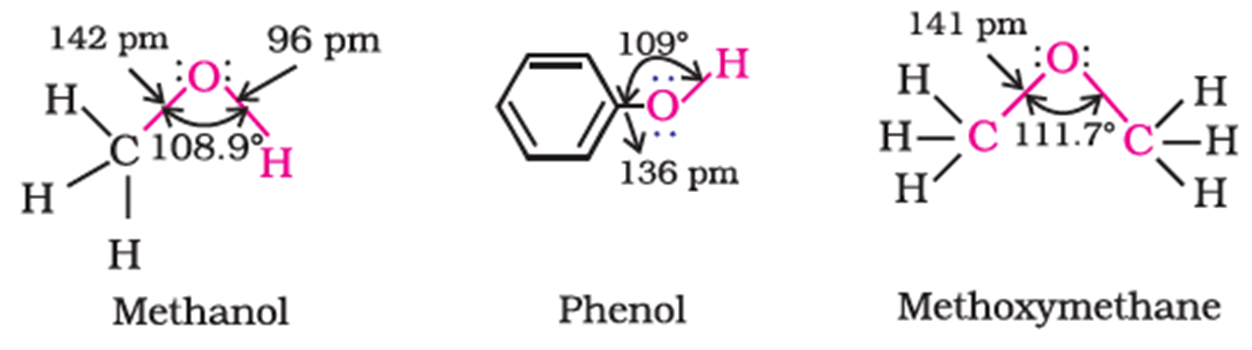 142 pm
96 pm
:O:
H
C
108.9°
H
H
H
Methanol
109°
H
O
136 pm
Phenol
141 pm
:O:
H
H
H
C
111.7°
C
H
H
H
Methoxymethane